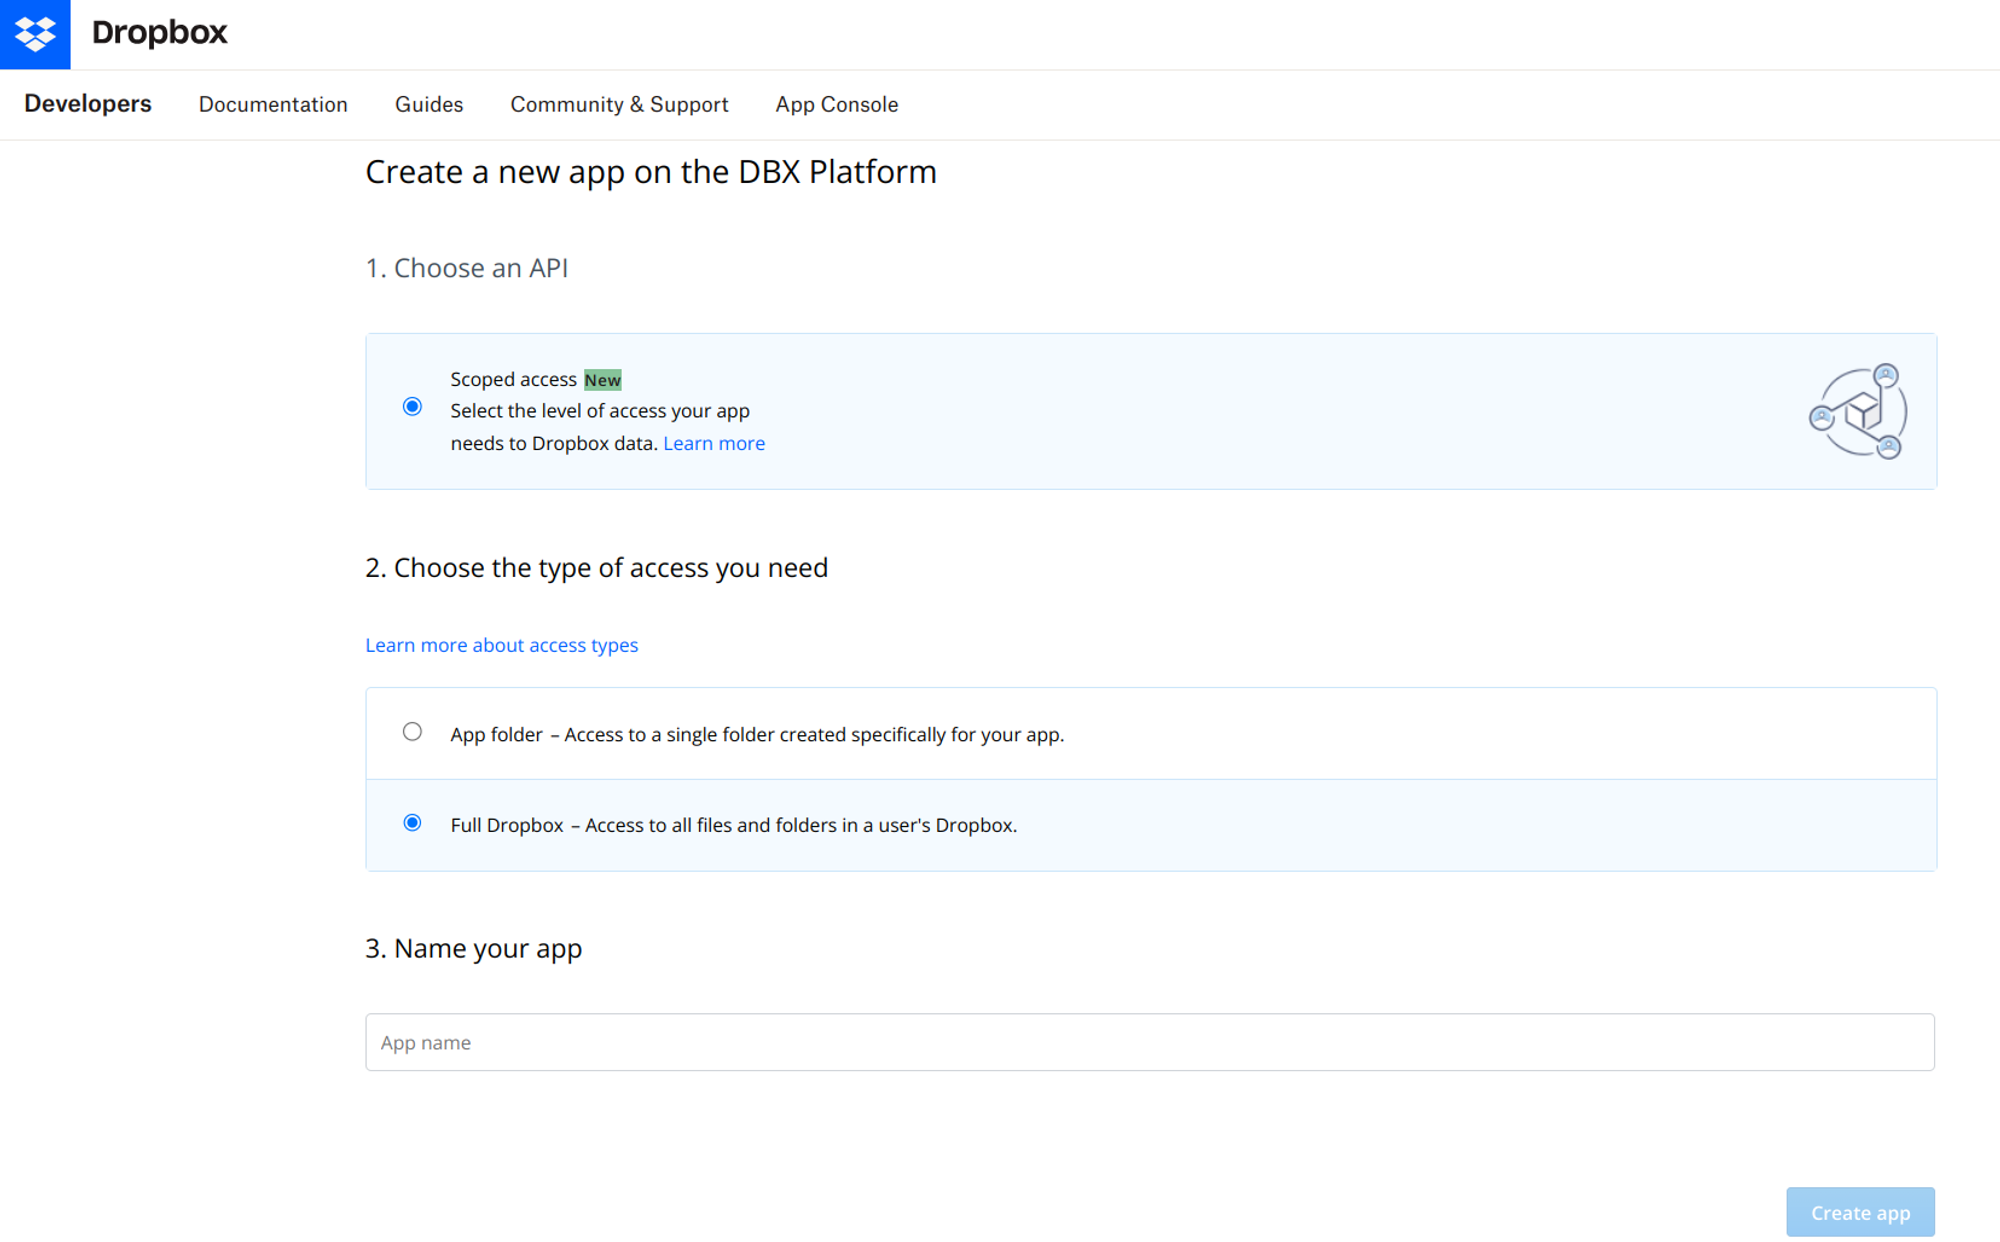 Dropbox
Developers Documentation Guides Community & Support App Console
Create a new app on the DBX Platform
1. Choose an API
Scoped access New
Select the level of access your app
needs to Dropbox data. Learn more
2. Choose the type of access you need
Learn more about access types
App folder – Access to a single folder created specifically for your app.
Full Dropbox – Access to all files and folders in a user's Dropbox.
3. Name your app
App name
Create app